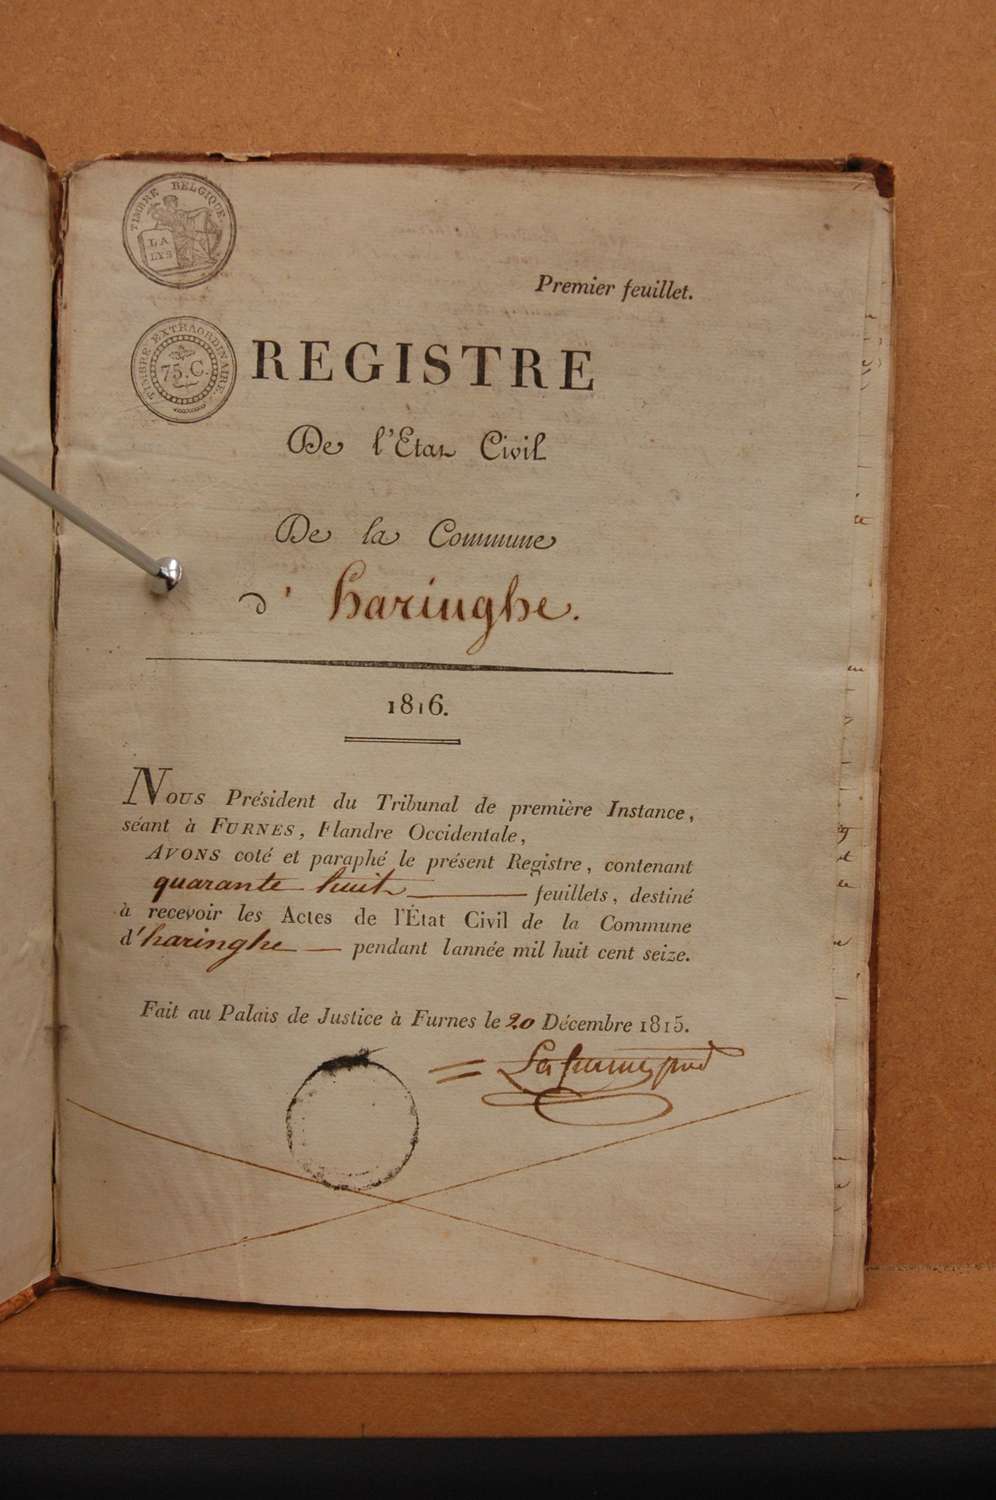 TIMBRE BELGIQUE
LA
LYS
Premier feuillet.
TIMBRE EXTRAORDINAIRE.
75.C.
REGISTRE
De l'Etat Civil
De la Commune
d' haringhe.
1816.
Nous Président du Tribunal de première Instance,
séant à FURNES, Flandre Occidentale,
AVONS coté et paraphé le présent Registre, contenant
quarante huit feuillets, destiné
à recevoir les Actes de l'État Civil de la Commune
d'haringhe pendant lannée mil huit cent seize.
Fait au Palais de Justice à Furnes le 20 Décembre 1815.